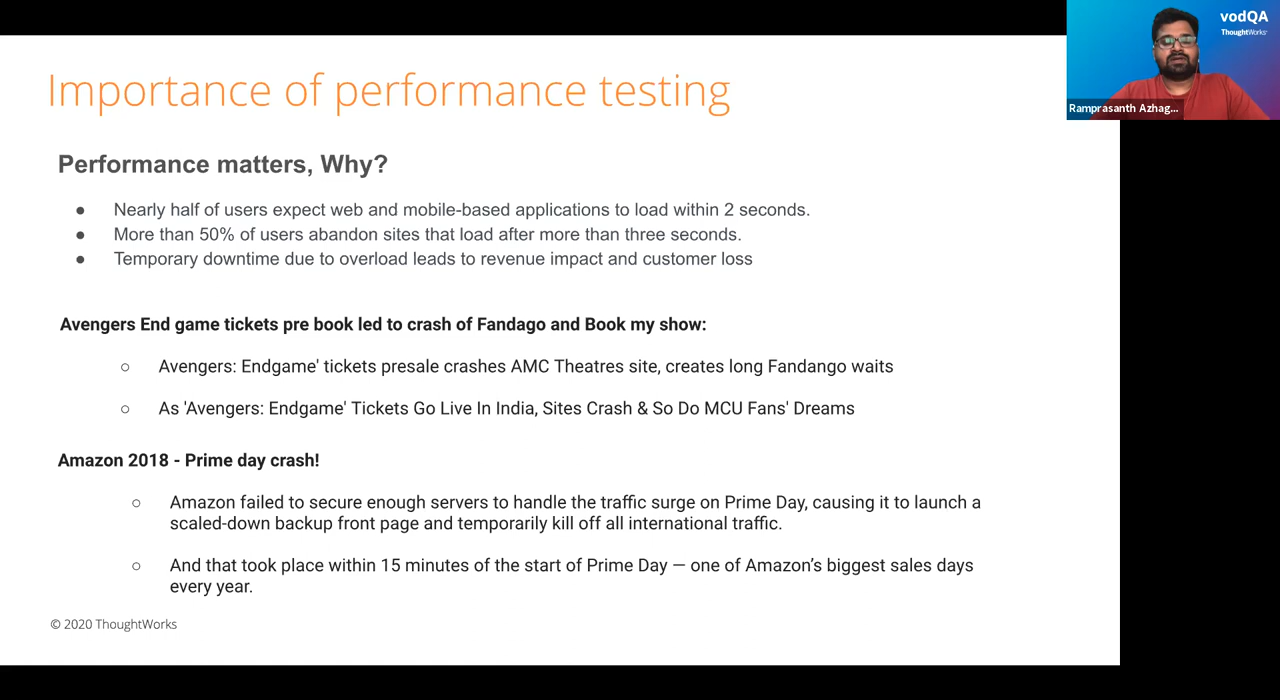 Importance of performance testing
Performance matters, Why?
● Nearly half of users expect web and mobile-based applications to load within 2 seconds.
● More than 50% of users abandon sites that load after more than three seconds.
● Temporary downtime due to overload leads to revenue impact and customer loss
Avengers End game tickets pre book led to crash of Fandago and Book my show:
○ Avengers: Endgame' tickets presale crashes AMC Theatres site, creates long Fandango waits
○ As 'Avengers: Endgame' Tickets Go Live In India, Sites Crash & So Do MCU Fans' Dreams
Amazon 2018 - Prime day crash!
○ Amazon failed to secure enough servers to handle the traffic surge on Prime Day, causing it to launch a
scaled-down backup front page and temporarily kill off all international traffic.
○ And that took place within 15 minutes of the start of Prime Day — one of Amazon’s biggest sales days
every year.
© 2020 ThoughtWorks
vodQA
ThoughtWorks®
Ramprasanth Azhag...